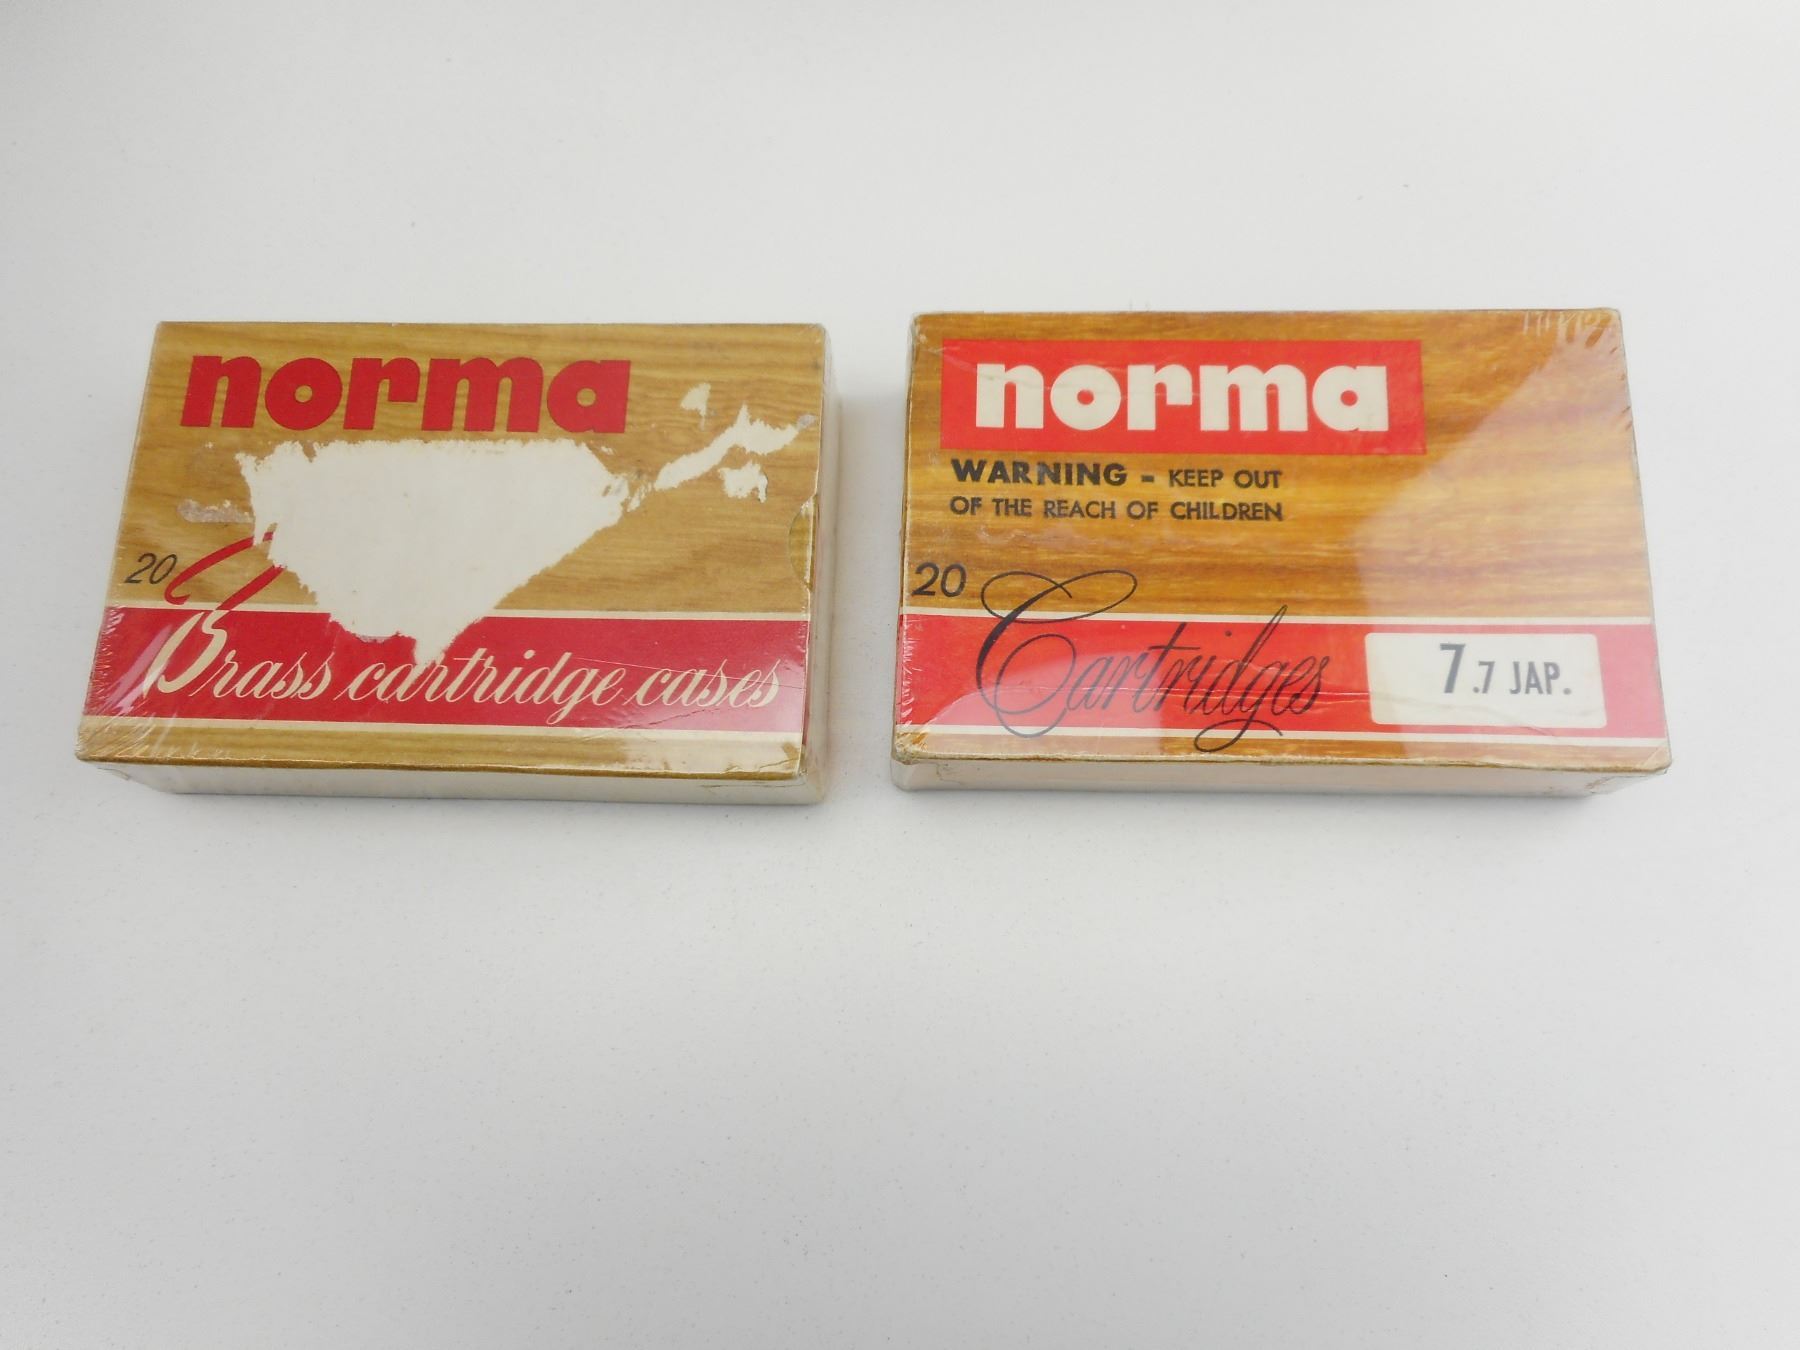 norma
20 Brass cartridge cases
norma
WARNING - KEEP OUT
OF THE REACH OF CHILDREN
20 Cartridges
7.7 JAP.